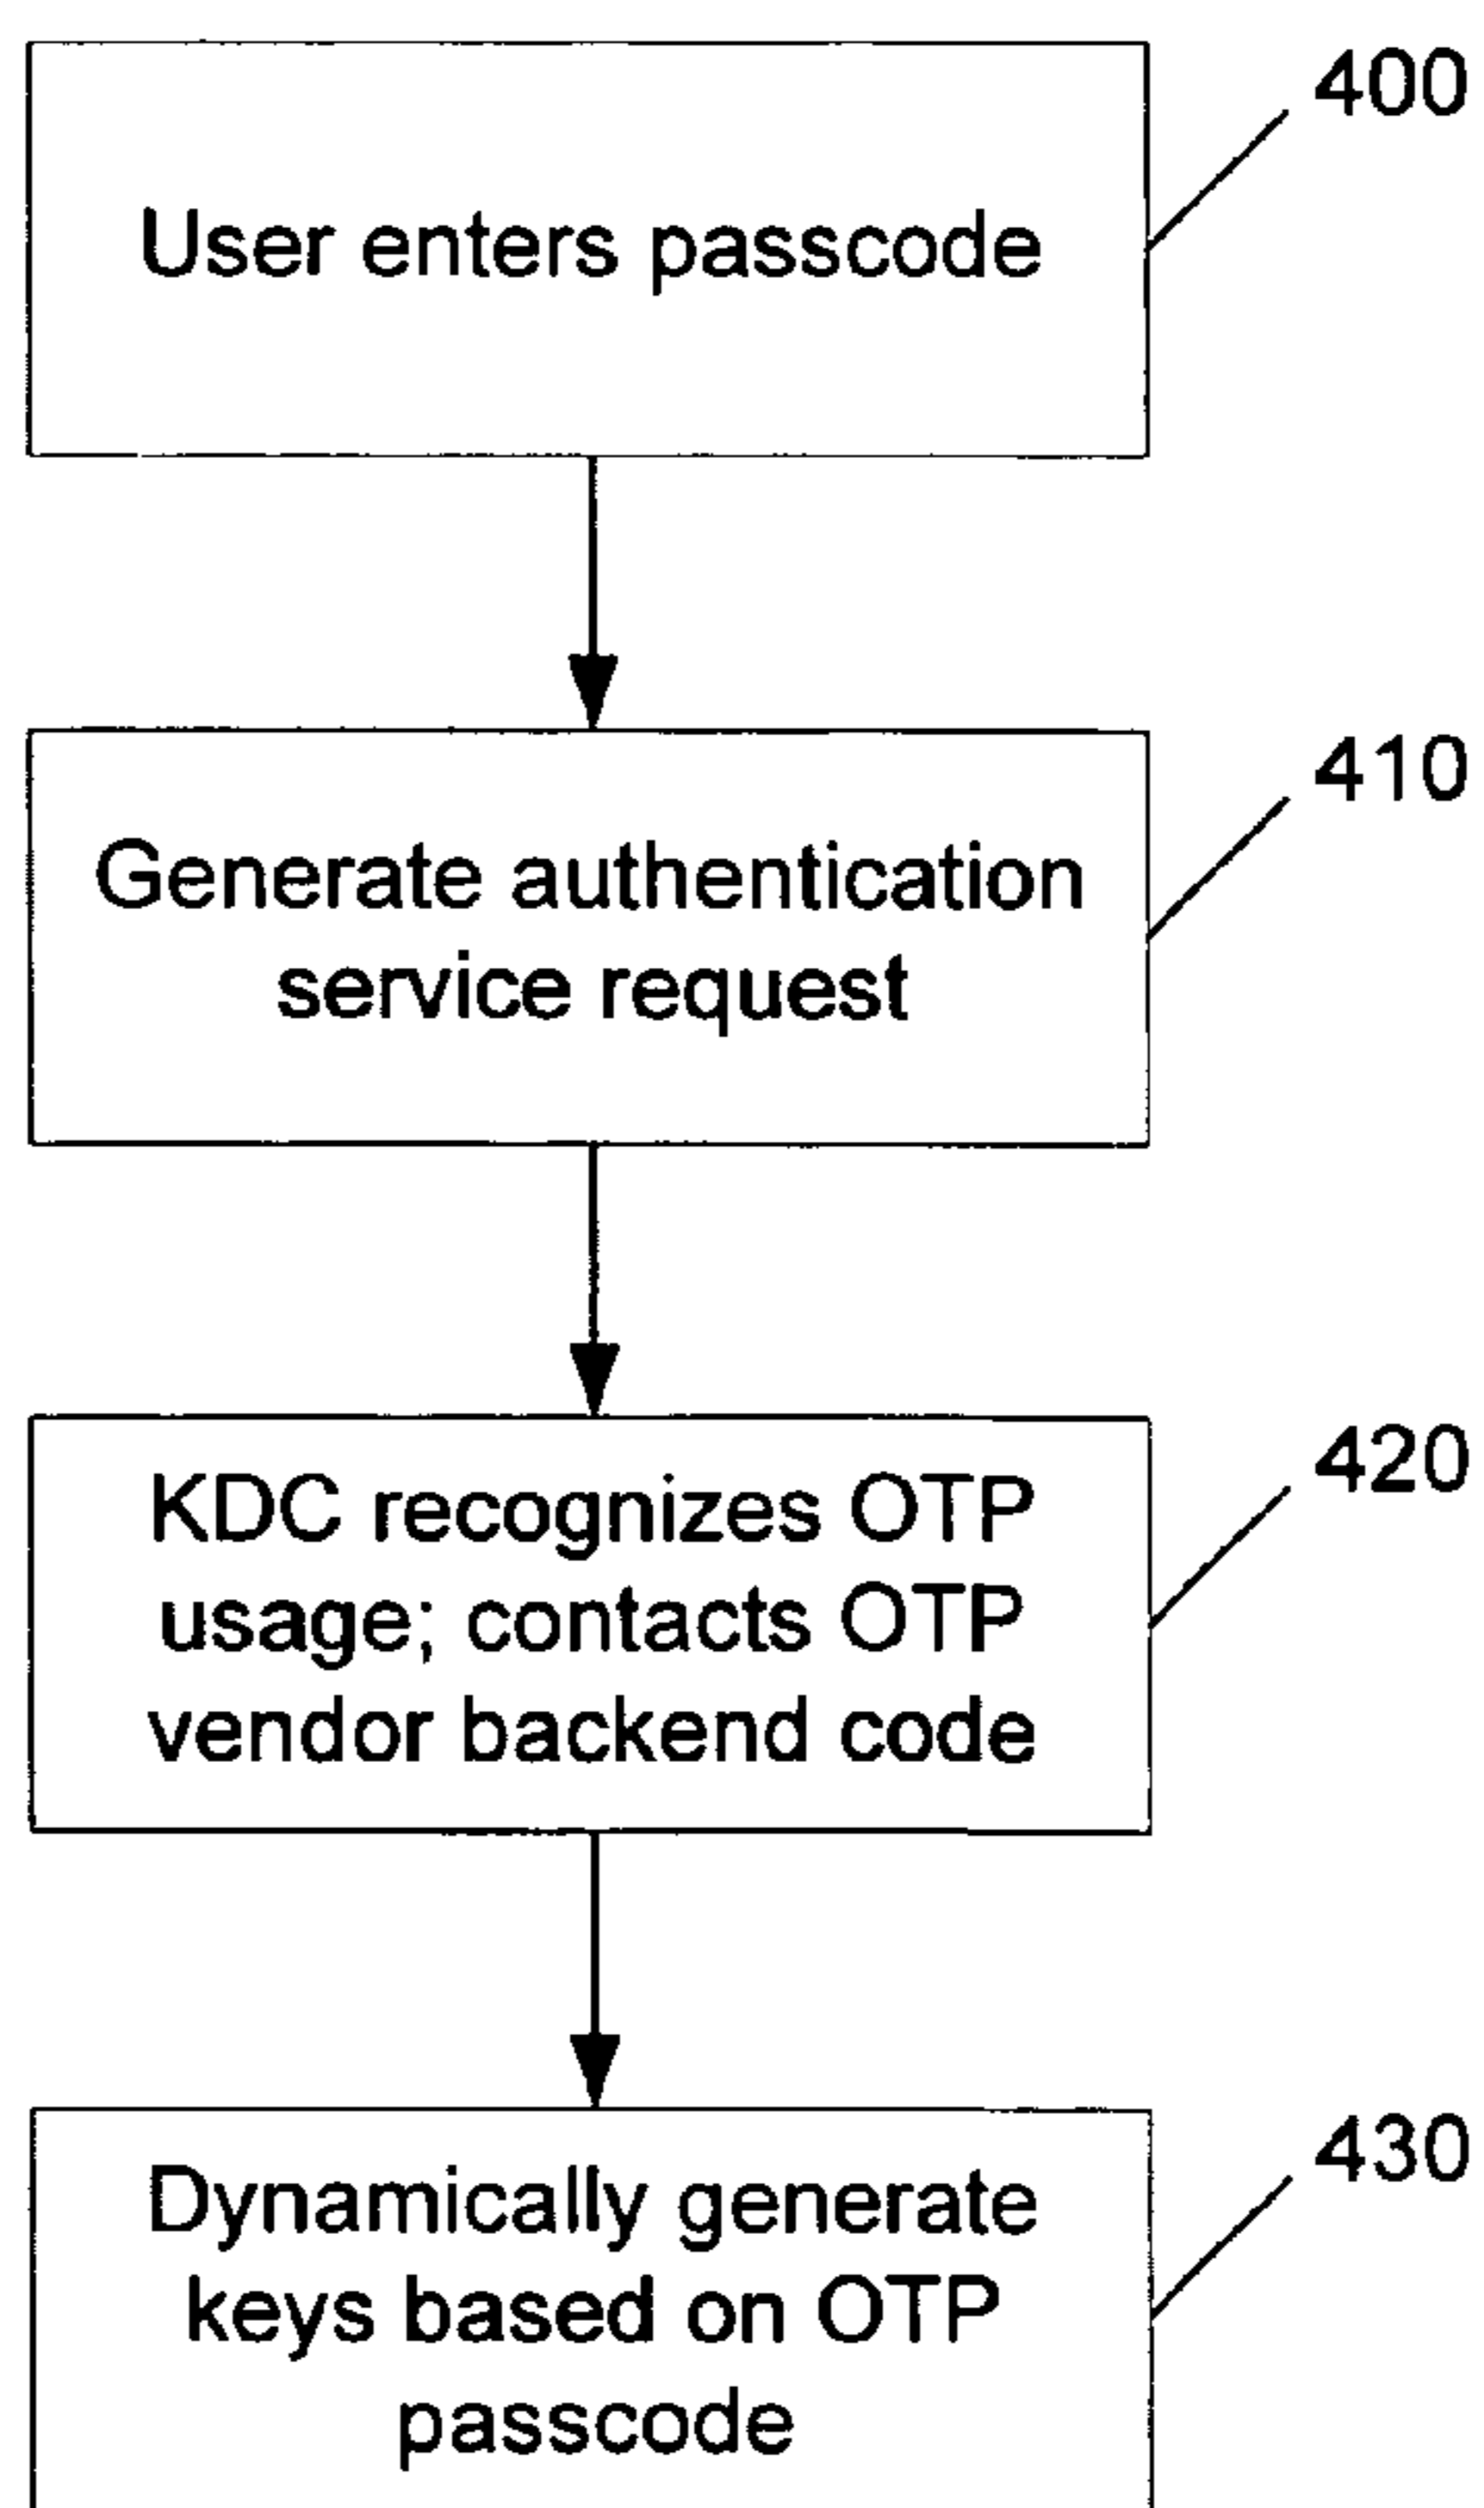 400
User enters passcode
410
Generate authentication
service request
420
KDC recognizes OTP
usage; contacts OTP
vendor backend code
430
Dynamically generate
keys based on OTP
passcode